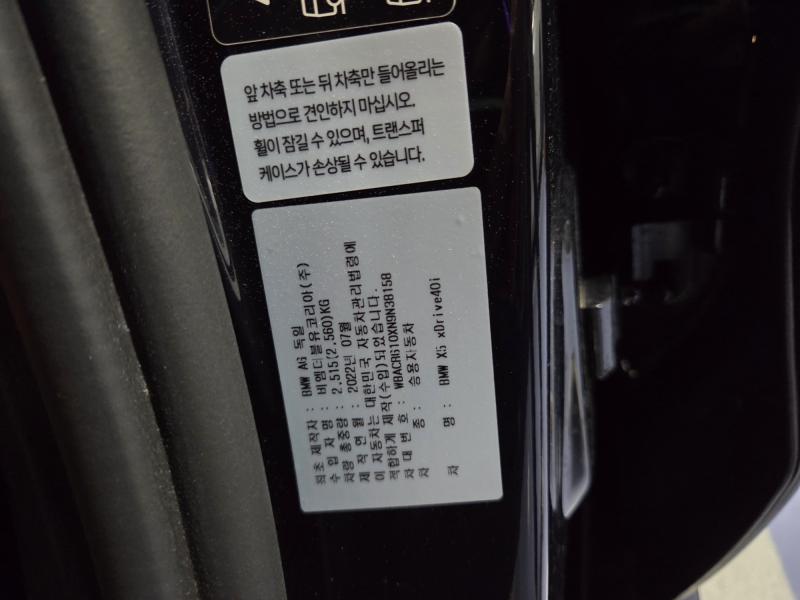 앞 차축 또는 뒤 차축만 들어올리는
방법으로 견인하지 마십시오.
휠이 잠길 수 있으며, 트랜스퍼
케이스가 손상될 수 있습니다.
최초 제작자 : BMW AG 독일
수 입 자 명 : 비엠더블유코리아(주)
차량 총중량 : 2,515(2,560)KG
제 작 연 월 : 2022년 07월
이 자동차는 대한민국 자동차관리법령에
적합하게 제작(수입)되었습니다.
차 대 번 호 : WBACR610XN9N38158
차 종 : 승용자동차
차 명 : BMW X5 xDrive40i